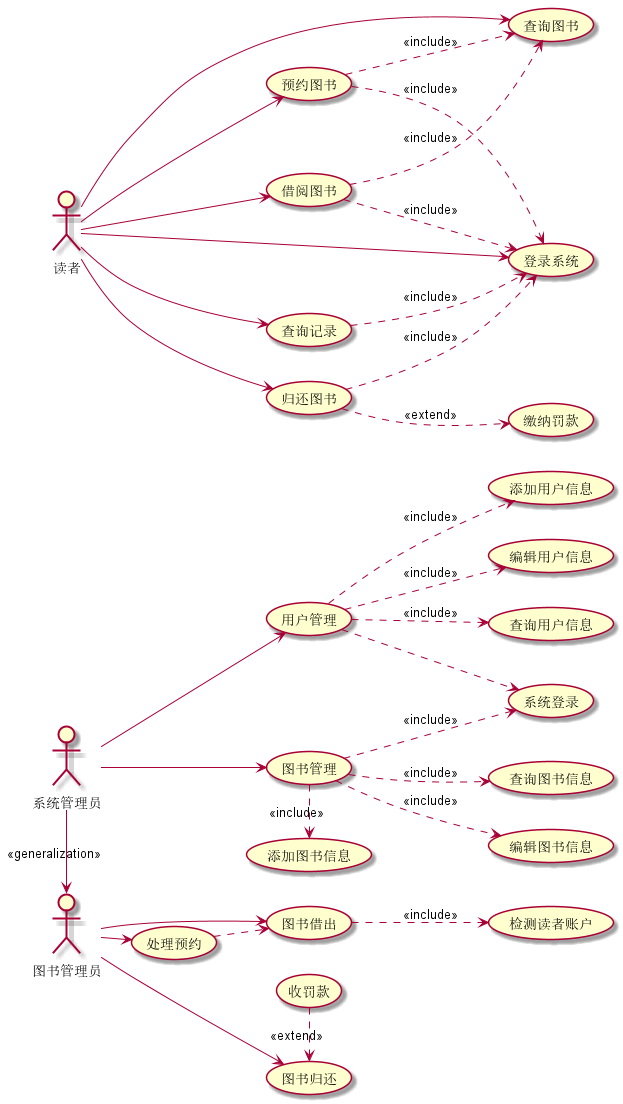 查询图书
«include»
预约图书
«include»
«include»
借阅图书
«include»
读者
登录系统
«include»
查询记录
«include»
归还图书
«extend»
缴纳罚款
添加用户信息
«include»
编辑用户信息
«include»
用户管理
«include»
查询用户信息
系统登录
«include»
图书管理
«include»
查询图书信息
系统管理员
«include»
«include»
编辑图书信息
«generalization»
添加图书信息
图书借出
«include»
检测读者账户
处理预约
图书管理员
收罚款
«extend»
图书归还